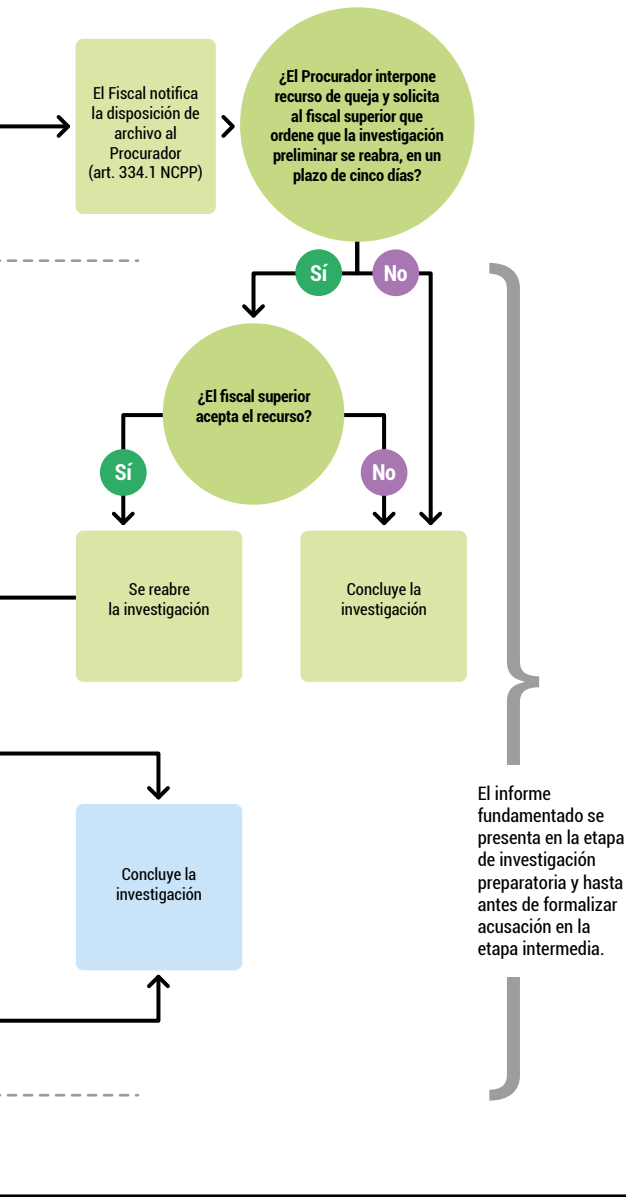 El Fiscal notifica
la disposición de
archivo al
Procurador
(art. 334.1 NCPP)
¿El Procurador interpone
recurso de queja y solicita
al fiscal superior que
ordene que la investigación
preliminar se reabra, en un
plazo de cinco días?
Sí
No
¿El fiscal superior
acepta el recurso?
Sí
No
Se reabre
la investigación
Concluye la
investigación
El informe
fundamentado se
presenta en la etapa
de investigación
preparatoria y hasta
antes de formalizar
acusación en la
etapa intermedia.
Concluye la
investigación